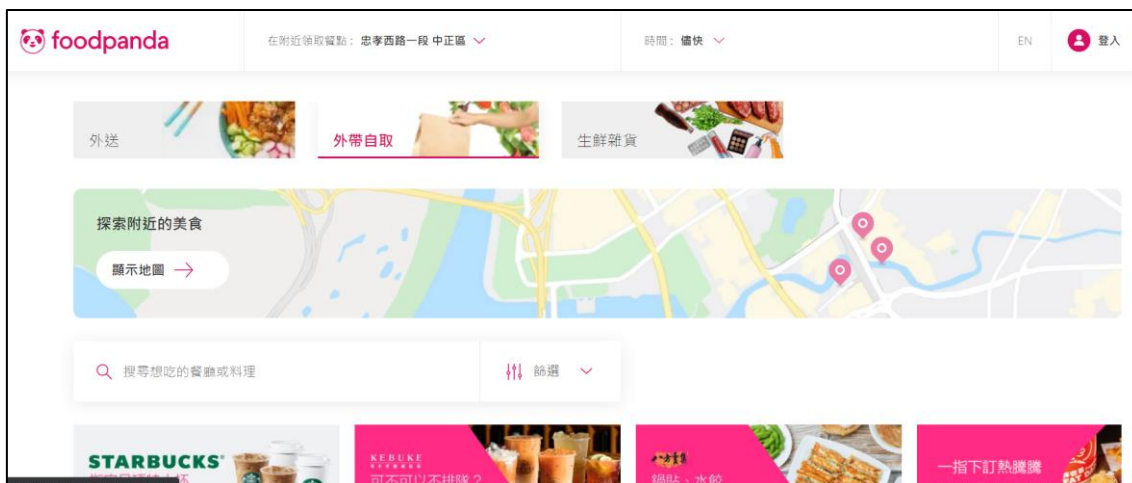 foodpanda
在附近領取餐點： 忠孝西路一段 中正區
時間： 儘快
EN
登入
外送
外帶自取
生鮮雜貨
探索附近的美食
顯示地圖
搜尋想吃的餐廳或料理
篩選
STARBUCKS
KEBUKE
可不可以不排隊？
八方雲集
鍋貼、水餃
一指下訂熱騰騰